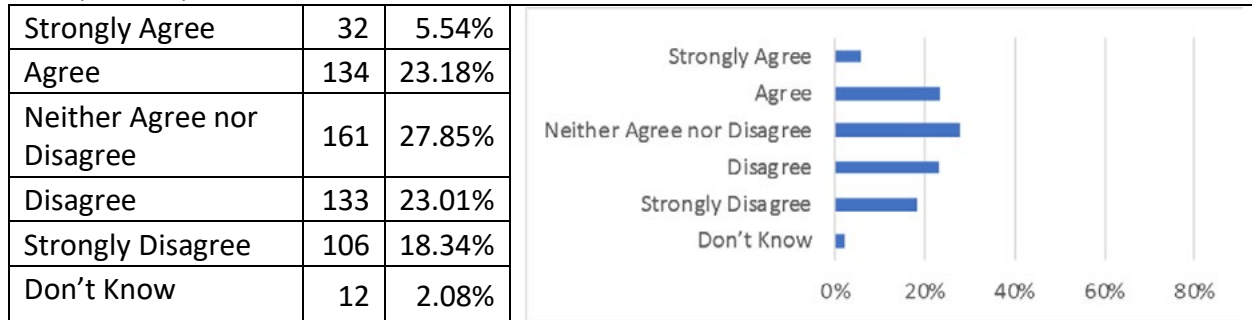 Strongly Agree 32 5.54%
Agree 134 23.18%
Neither Agree nor
Disagree 161 27.85%
Disagree 133 23.01%
Strongly Disagree 106 18.34%
Don’t Know 12 2.08%
Strongly Agree
Agree
Neither Agree nor Disagree
Disagree
Strongly Disagree
Don’t Know
0% 20% 40% 60% 80%